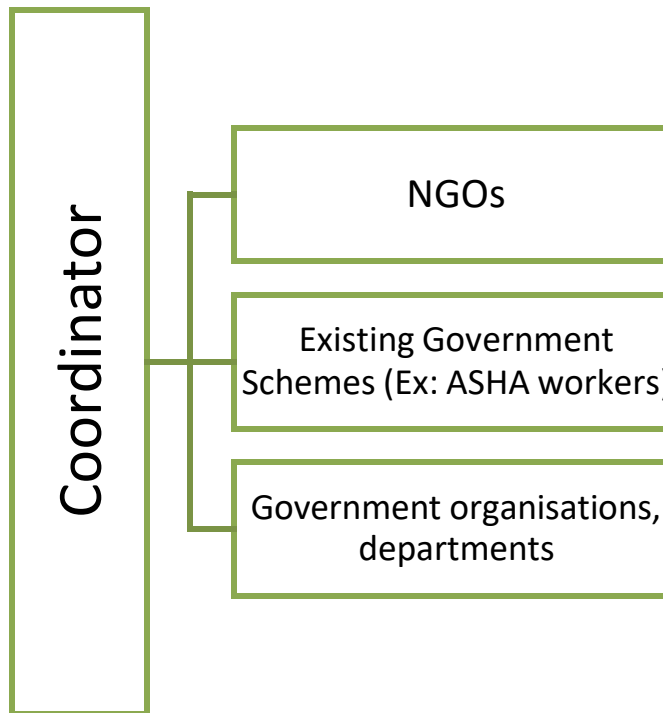 Coordinator
NGOs
Existing Government
Schemes (Ex: ASHA workers)
Government organisations,
departments